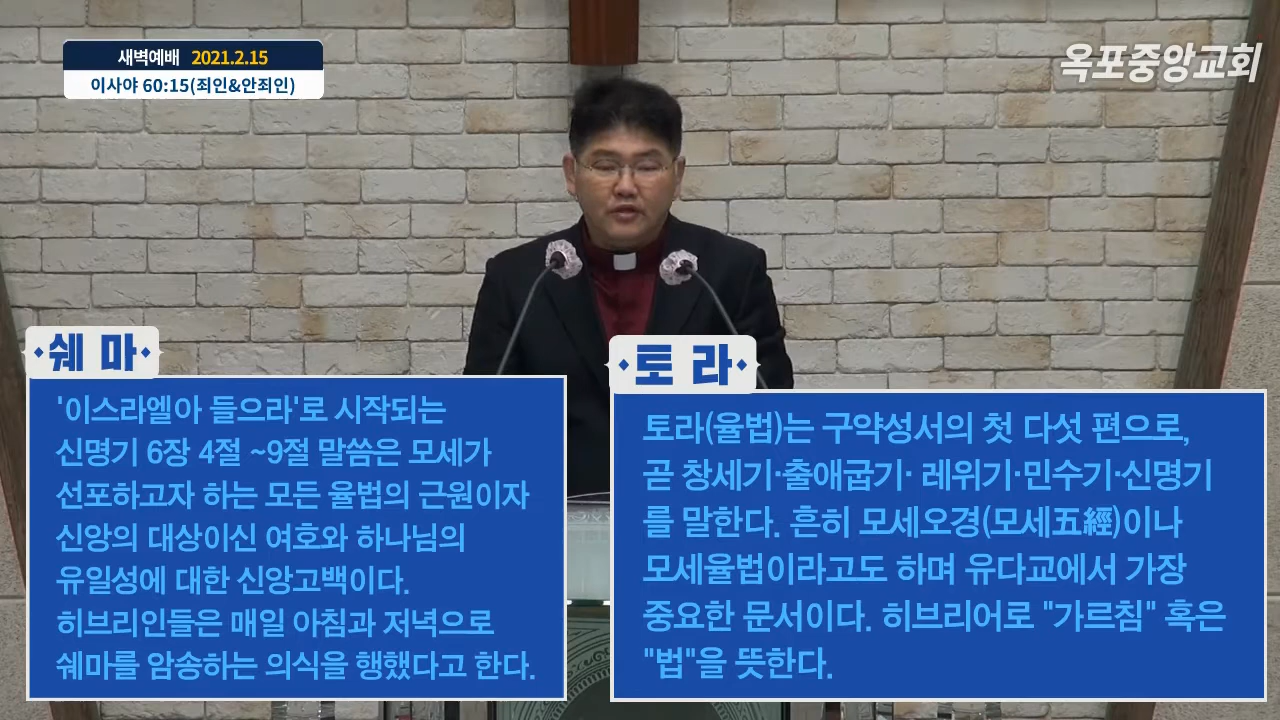 새벽예배 2021.2.15
이사야 60:15(죄인&안죄인)
옥포중앙교회
쉐 마
'이스라엘아 들으라'로 시작되는
신명기 6장 4절 ~9절 말씀은 모세가
선포하고자 하는 모든 율법의 근원이자
신앙의 대상이신 여호와 하나님의
유일성에 대한 신앙고백이다.
히브리인들은 매일 아침과 저녁으로
쉐마를 암송하는 의식을 행했다고 한다.
토 라
토라(율법)는 구약성서의 첫 다섯 편으로,
곧 창세기·출애굽기· 레위기·민수기·신명기
를 말한다. 흔히 모세오경(모세五經)이나
모세율법이라고도 하며 유다교에서 가장
중요한 문서이다. 히브리어로 "가르침" 혹은
"법"을 뜻한다.